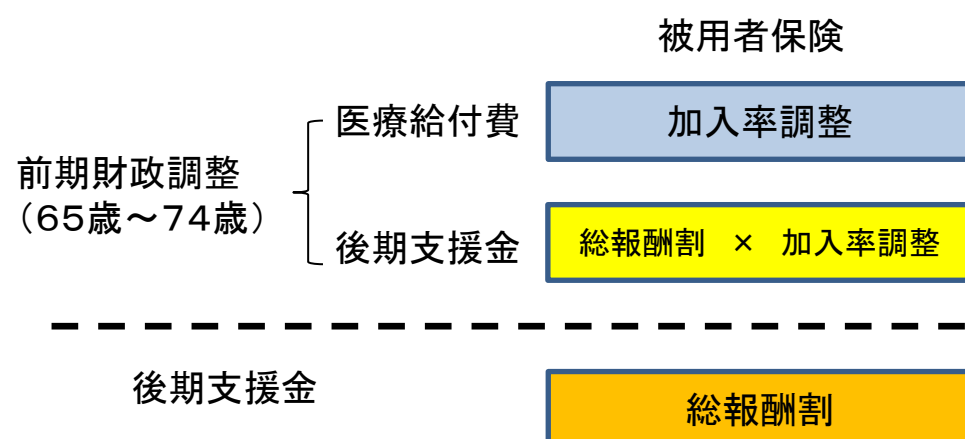 被用者保険
医療給付費
加入率調整
前期財政調整
（６５歳～７４歳）
後期支援金
総報酬割　×　加入率調整
後期支援金
総報酬割